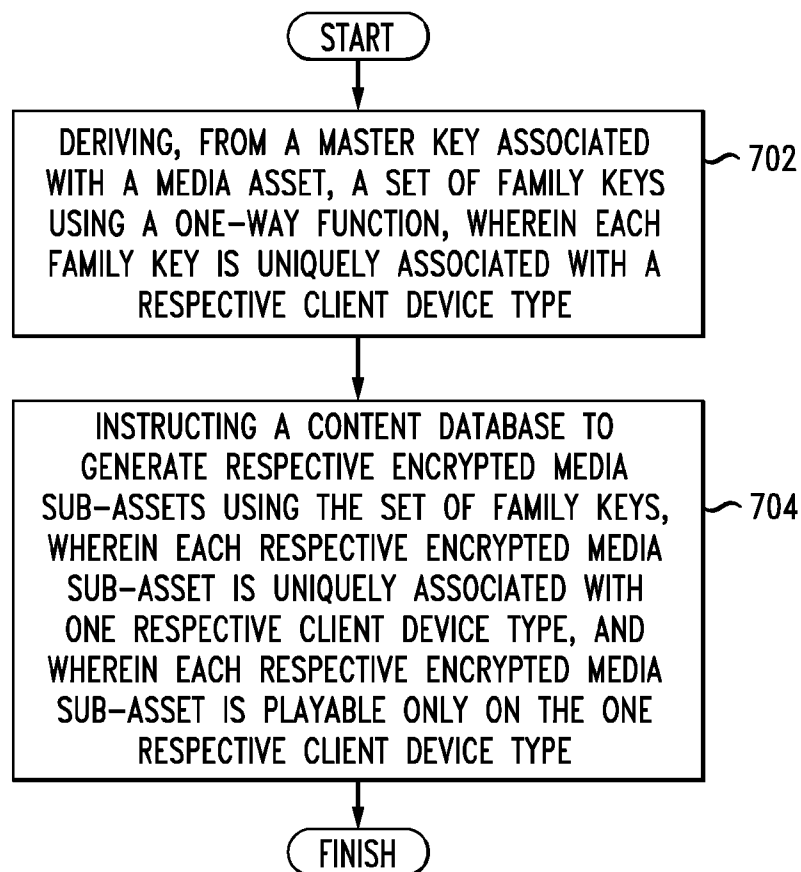 START
DERIVING, FROM A MASTER KEY ASSOCIATED
WITH A MEDIA ASSET, A SET OF FAMILY KEYS
USING A ONE-WAY FUNCTION, WHEREIN EACH
FAMILY KEY IS UNIQUELY ASSOCIATED WITH A
RESPECTIVE CLIENT DEVICE TYPE
702
INSTRUCTING A CONTENT DATABASE TO
GENERATE RESPECTIVE ENCRYPTED MEDIA
SUB-ASSETS USING THE SET OF FAMILY KEYS,
WHEREIN EACH RESPECTIVE ENCRYPTED MEDIA
SUB-ASSET IS UNIQUELY ASSOCIATED WITH
ONE RESPECTIVE CLIENT DEVICE TYPE, AND
WHEREIN EACH RESPECTIVE ENCRYPTED MEDIA
SUB-ASSET IS PLAYABLE ONLY ON THE ONE
RESPECTIVE CLIENT DEVICE TYPE
704
FINISH